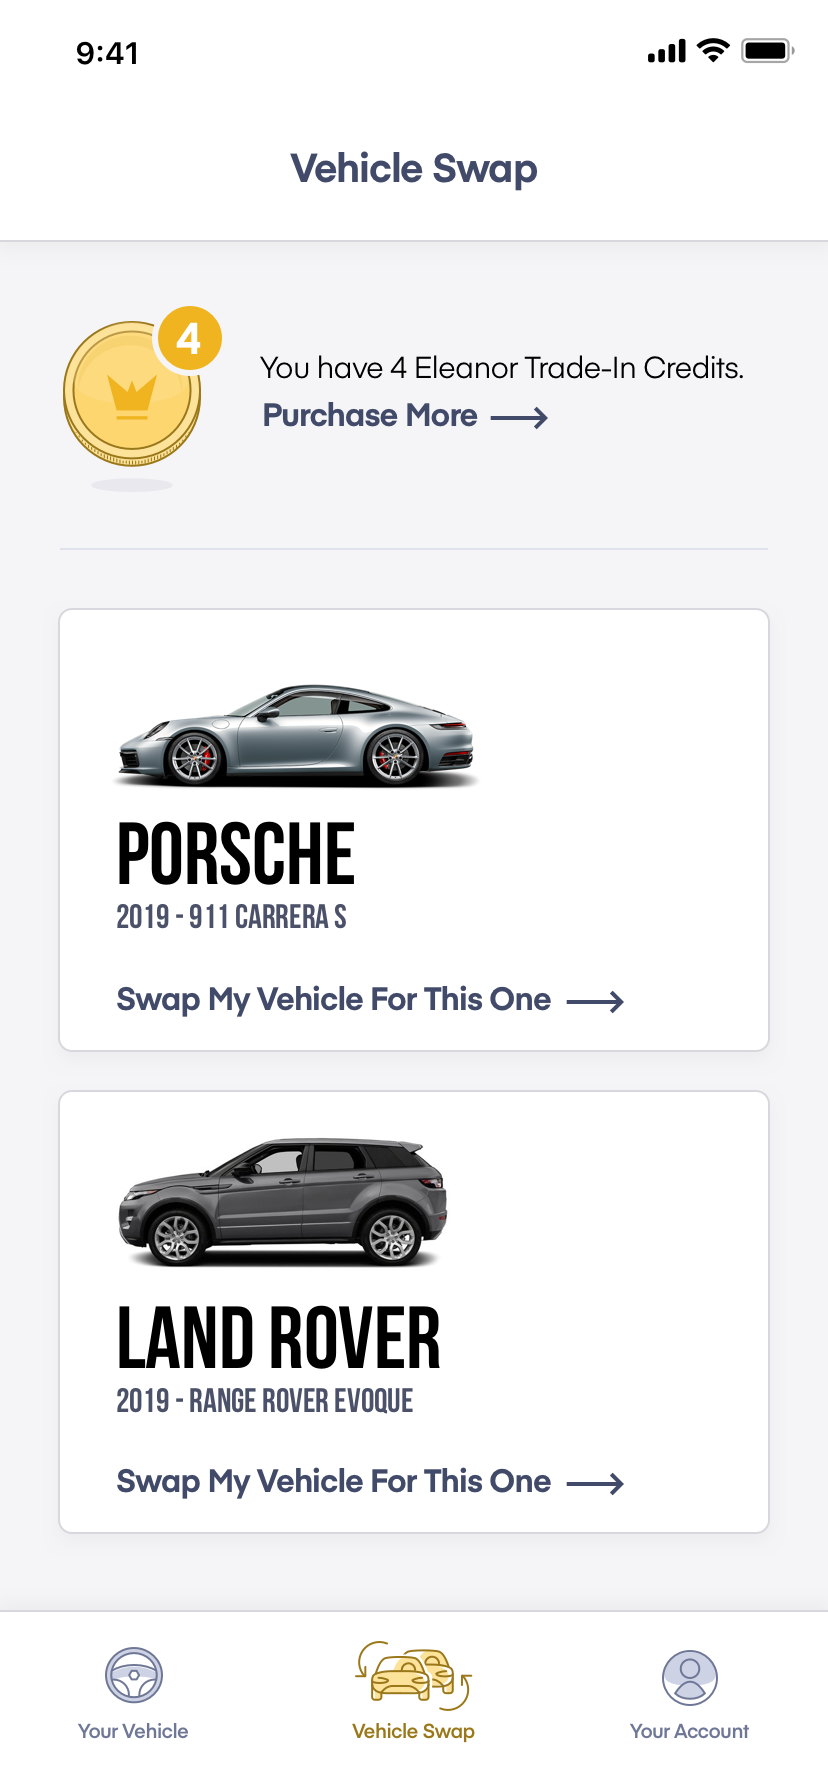 9:41
Vehicle Swap
4
You have 4 Eleanor Trade-In Credits.
Purchase More
PORSCHE
2019 - 911 CARRERA S
Swap My Vehicle For This One
LAND ROVER
2019 - RANGE ROVER EVOQUE
Swap My Vehicle For This One
Your Vehicle
Vehicle Swap
Your Account